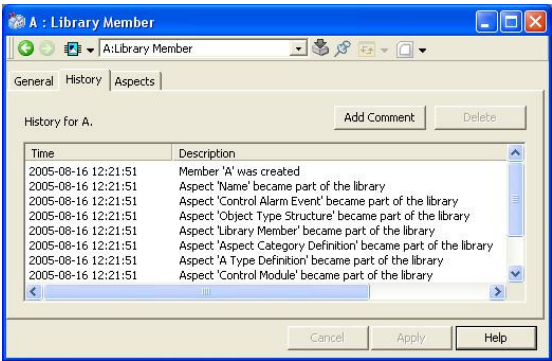 A : Library Member
A:Library Member
General History Aspects
History for A.
Add Comment Delete
Time Description
2005-08-16 12:21:51 Member 'A' was created
2005-08-16 12:21:51 Aspect 'Name' became part of the library
2005-08-16 12:21:51 Aspect 'Control Alarm Event' became part of the library
2005-08-16 12:21:51 Aspect 'Object Type Structure' became part of the library
2005-08-16 12:21:51 Aspect 'Library Member' became part of the library
2005-08-16 12:21:51 Aspect 'Aspect Category Definition' became part of the library
2005-08-16 12:21:51 Aspect 'A Type Definition' became part of the library
2005-08-16 12:21:51 Aspect 'Control Module' became part of the library
Cancel Apply Help